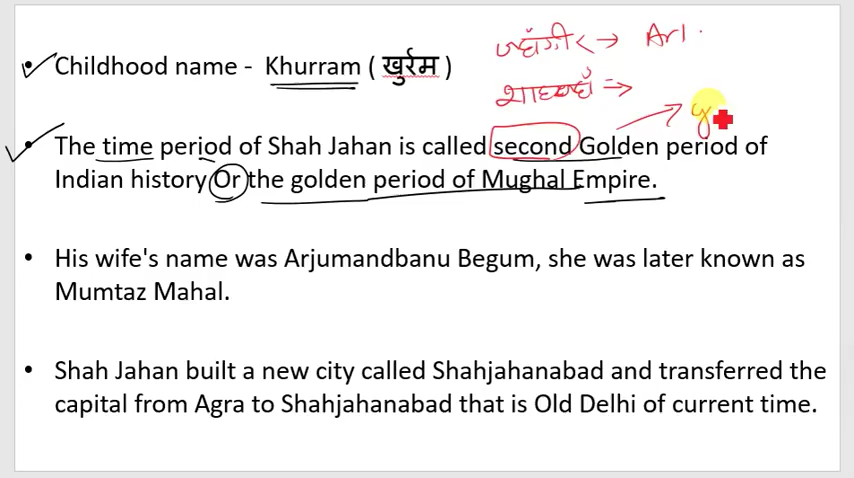 जहाँगीर → Art
• Childhood name - Khurram ( खुर्रम )
शाहजहाँ →
• The time period of Shah Jahan is called second Golden period of
Indian history Or the golden period of Mughal Empire.
• His wife's name was Arjumandbanu Begum, she was later known as
Mumtaz Mahal.
• Shah Jahan built a new city called Shahjahanabad and transferred the
capital from Agra to Shahjahanabad that is Old Delhi of current time.